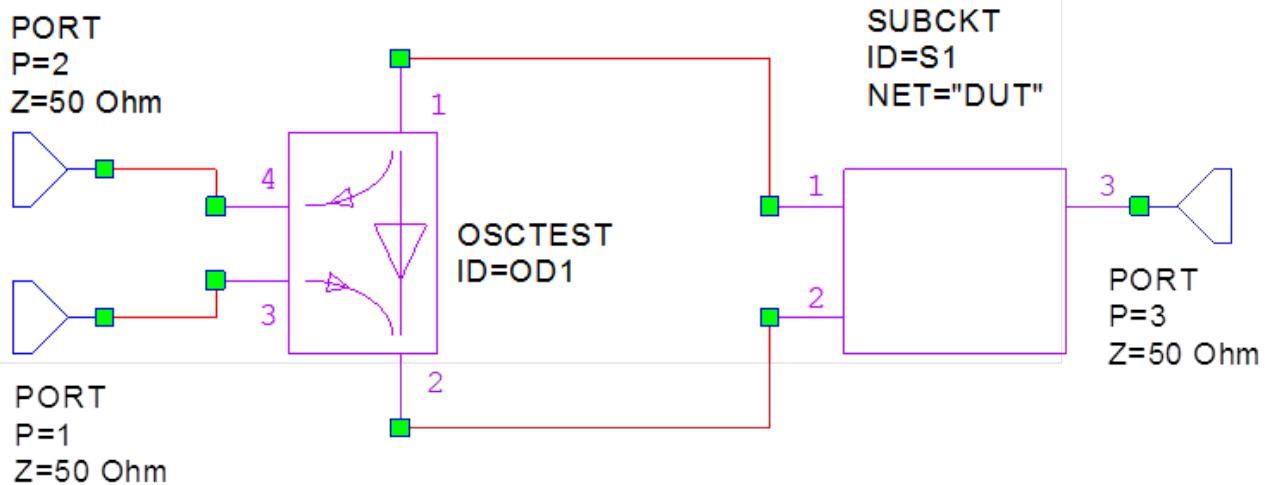 PORT
P=2
Z=50 Ohm
SUBCKT
ID=S1
NET="DUT"
1
4
1
3
OSCTEST
ID=OD1
2
3
2
PORT
P=3
Z=50 Ohm
PORT
P=1
Z=50 Ohm